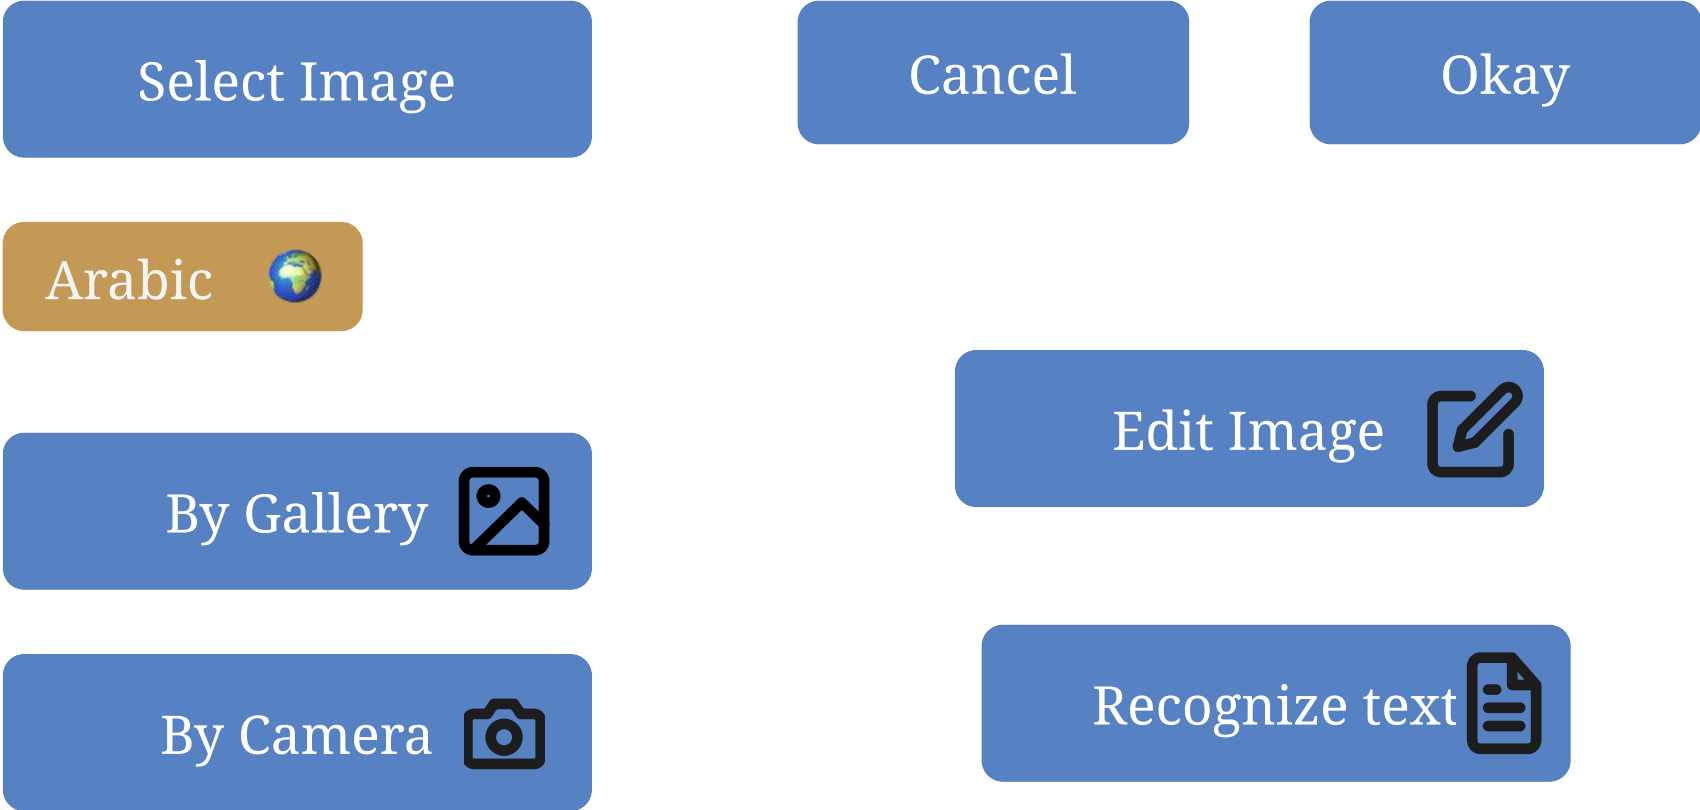 Select Image
Cancel
Okay
Arabic
Edit Image
By Gallery
Recognize text
By Camera